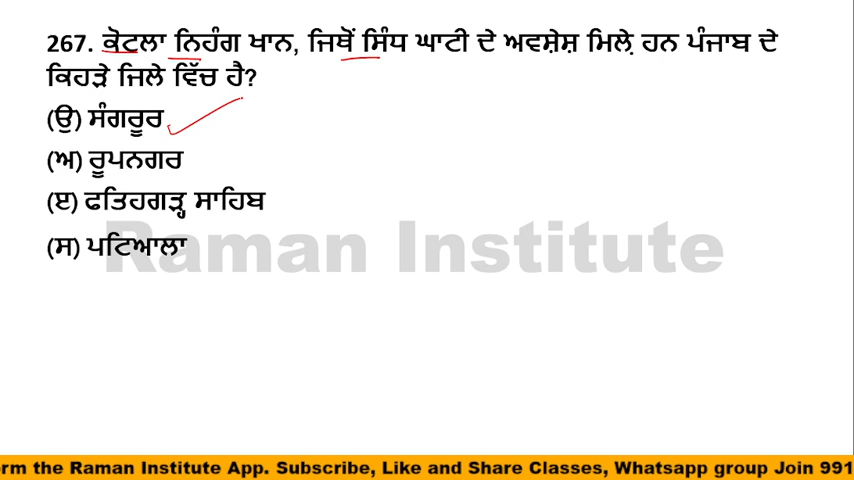 267. ਕੋਟਲਾ ਨਿਹੰਗ ਖਾਨ, ਜਿਥੋਂ ਸਿੰਧ ਘਾਟੀ ਦੇ ਅਵਸ਼ੇਸ਼ ਮਿਲੇ ਹਨ ਪੰਜਾਬ ਦੇ
ਕਿਹੜੇ ਜਿਲੇ ਵਿੱਚ ਹੈ?
(ੳ) ਸੰਗਰੂਰ
(ਅ) ਰੂਪਨਗਰ
(ੲ) ਫਤਿਹਗੜ੍ਹ ਸਾਹਿਬ
(ਸ) ਪਟਿਆਲਾ
Raman Institute
rm the Raman Institute App. Subscribe, Like and Share Classes, Whatsapp group Join 991